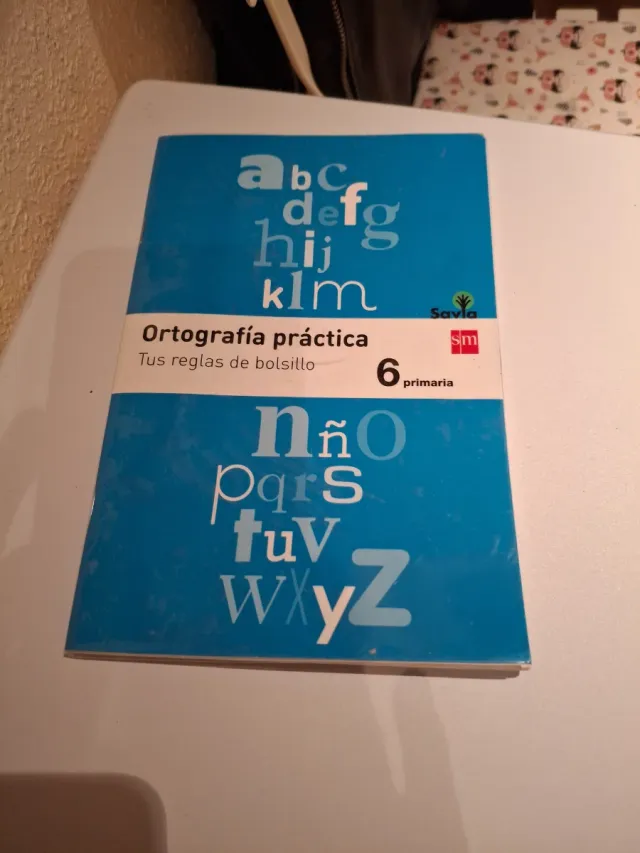 abc
defg
hij
klm
Savia
sm
Ortografía práctica
Tus reglas de bolsillo
6 primaria
nño
pqrs
tuv
wxyz